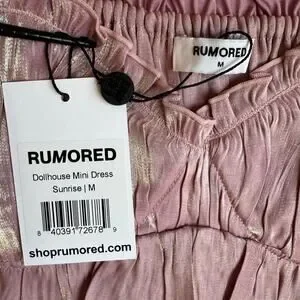 RUMORED
M
RUMORED
Dollhouse Mini Dress
Sunrise | M
8 40391 72678 9
shoprumored.com